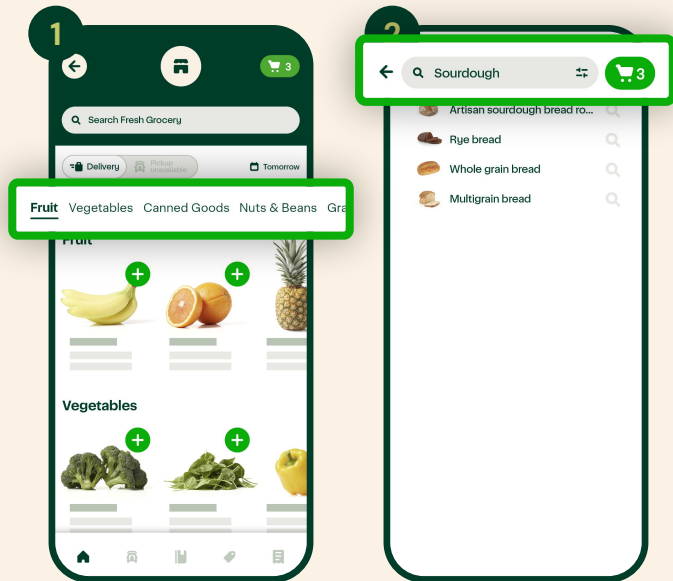 1
3
Search Fresh Grocery
Delivery
Pickup
unavailable
Tomorrow
Fruit Vegetables Canned Goods Nuts & Beans Gra
Fruit
Vegetables
2
Sourdough
3
Artisan sourdough bread ro...
Rye bread
Whole grain bread
Multigrain bread